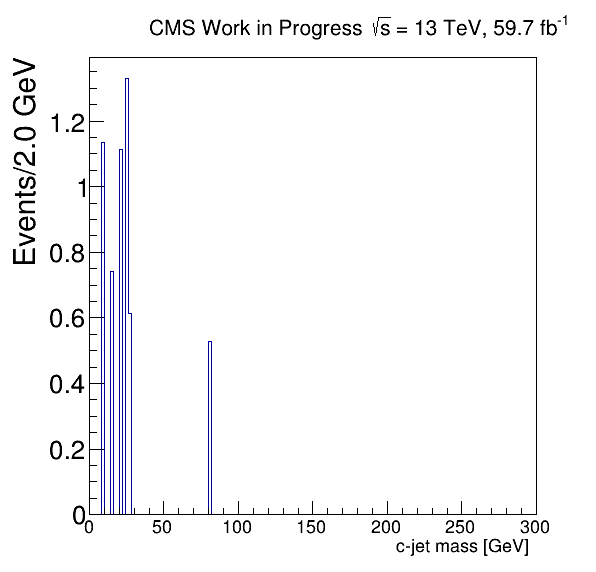 CMS Work in Progress √s = 13 TeV, 59.7 fb⁻¹
Events/2.0 GeV
1.2
1
0.8
0.6
0.4
0.2
0
0 50 100 150 200 250 300
c-jet mass [GeV]